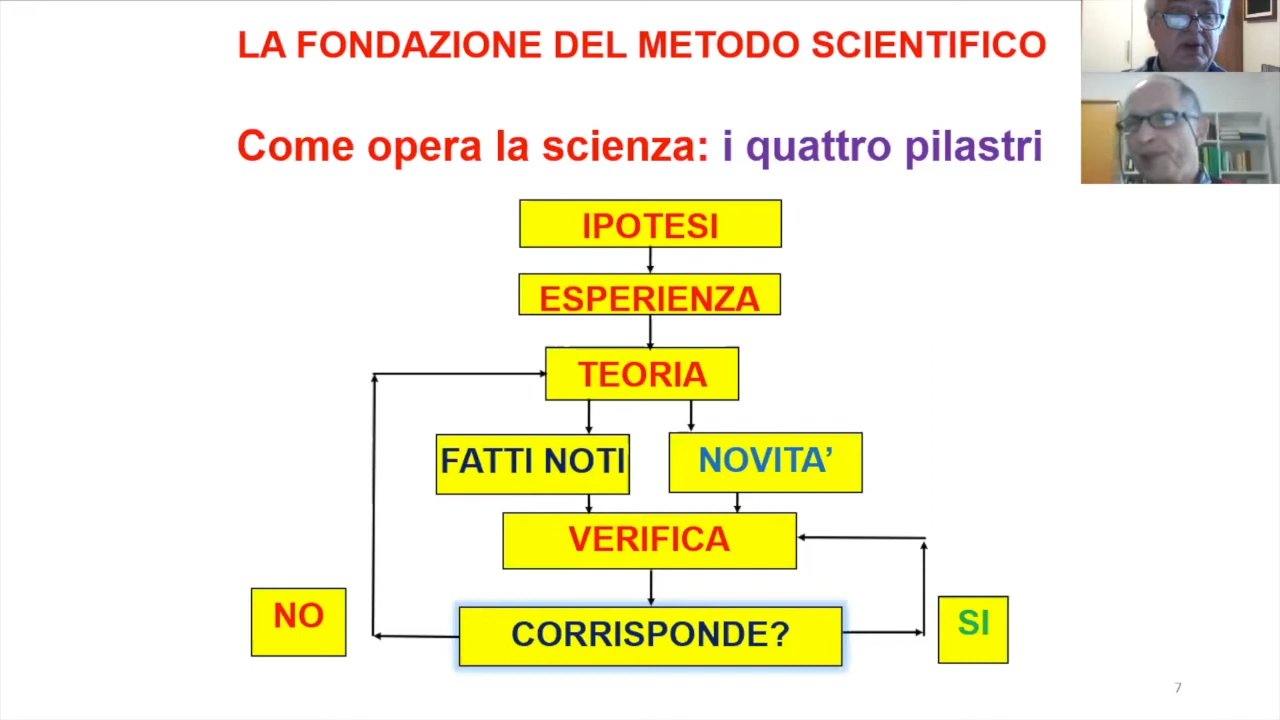 LA FONDAZIONE DEL METODO SCIENTIFICO
Come opera la scienza: i quattro pilastri
IPOTESI
ESPERIENZA
TEORIA
FATTI NOTI
NOVITA’
VERIFICA
NO
CORRISPONDE?
SI
7